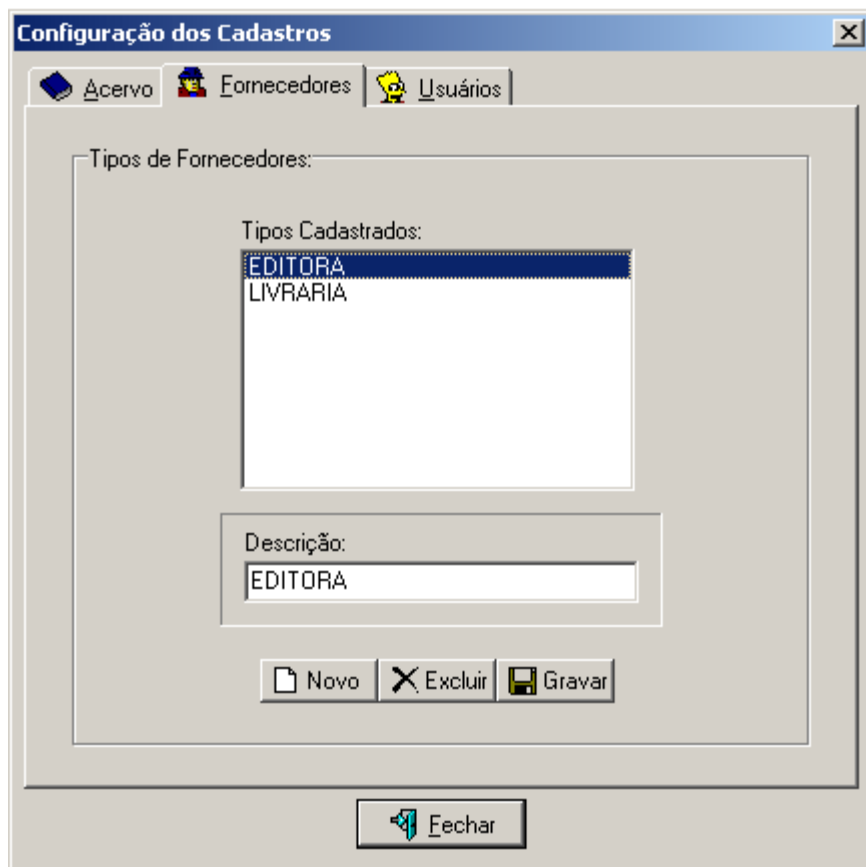 Configuração dos Cadastros
Acervo Fornecedores Usuários
Tipos de Fornecedores:
Tipos Cadastrados:
EDITORA
LIVRARIA
Descrição:
EDITORA
Novo Excluir Gravar
Fechar